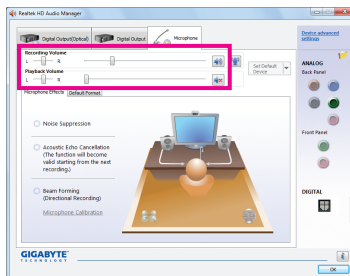 Realtek HD Audio Manager
Digital Output(Optical)
Digital Output
Microphone
Device advanced
settings
Recording Volume
L
R
Set Default
Device
Playback Volume
L
R
ANALOG
Back Panel
Microphone Effects
Default Format
Noise Suppression
Acoustic Echo Cancellation
(The function will become
valid starting from the next
recording.)
Front Panel
Beam Forming
(Directional Recording)
Microphone Calibration
DIGITAL
GIGABYTE
TECHNOLOGY
i
OK